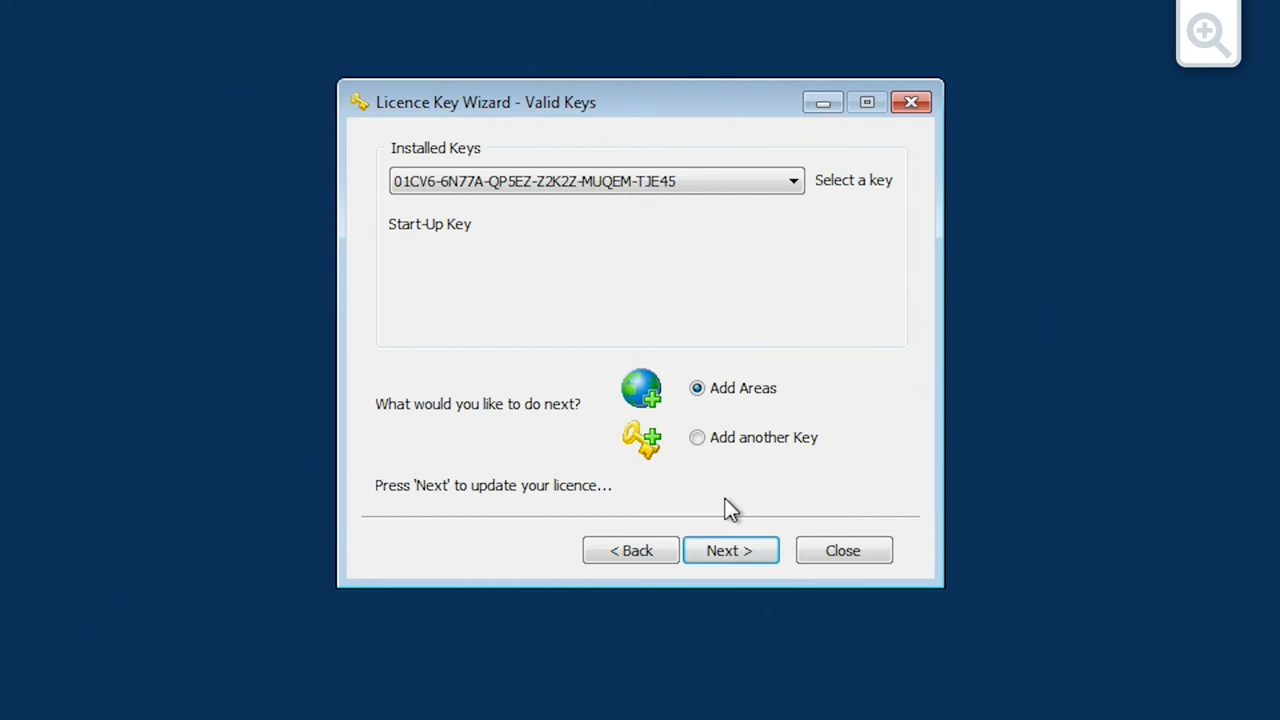 Licence Key Wizard - Valid Keys
Installed Keys
01CV6-6N77A-QP5EZ-Z2K2Z-MUQEM-TJE45
Select a key
Start-Up Key
Add Areas
What would you like to do next?
Add another Key
Press 'Next' to update your licence...
< Back
Next >
Close